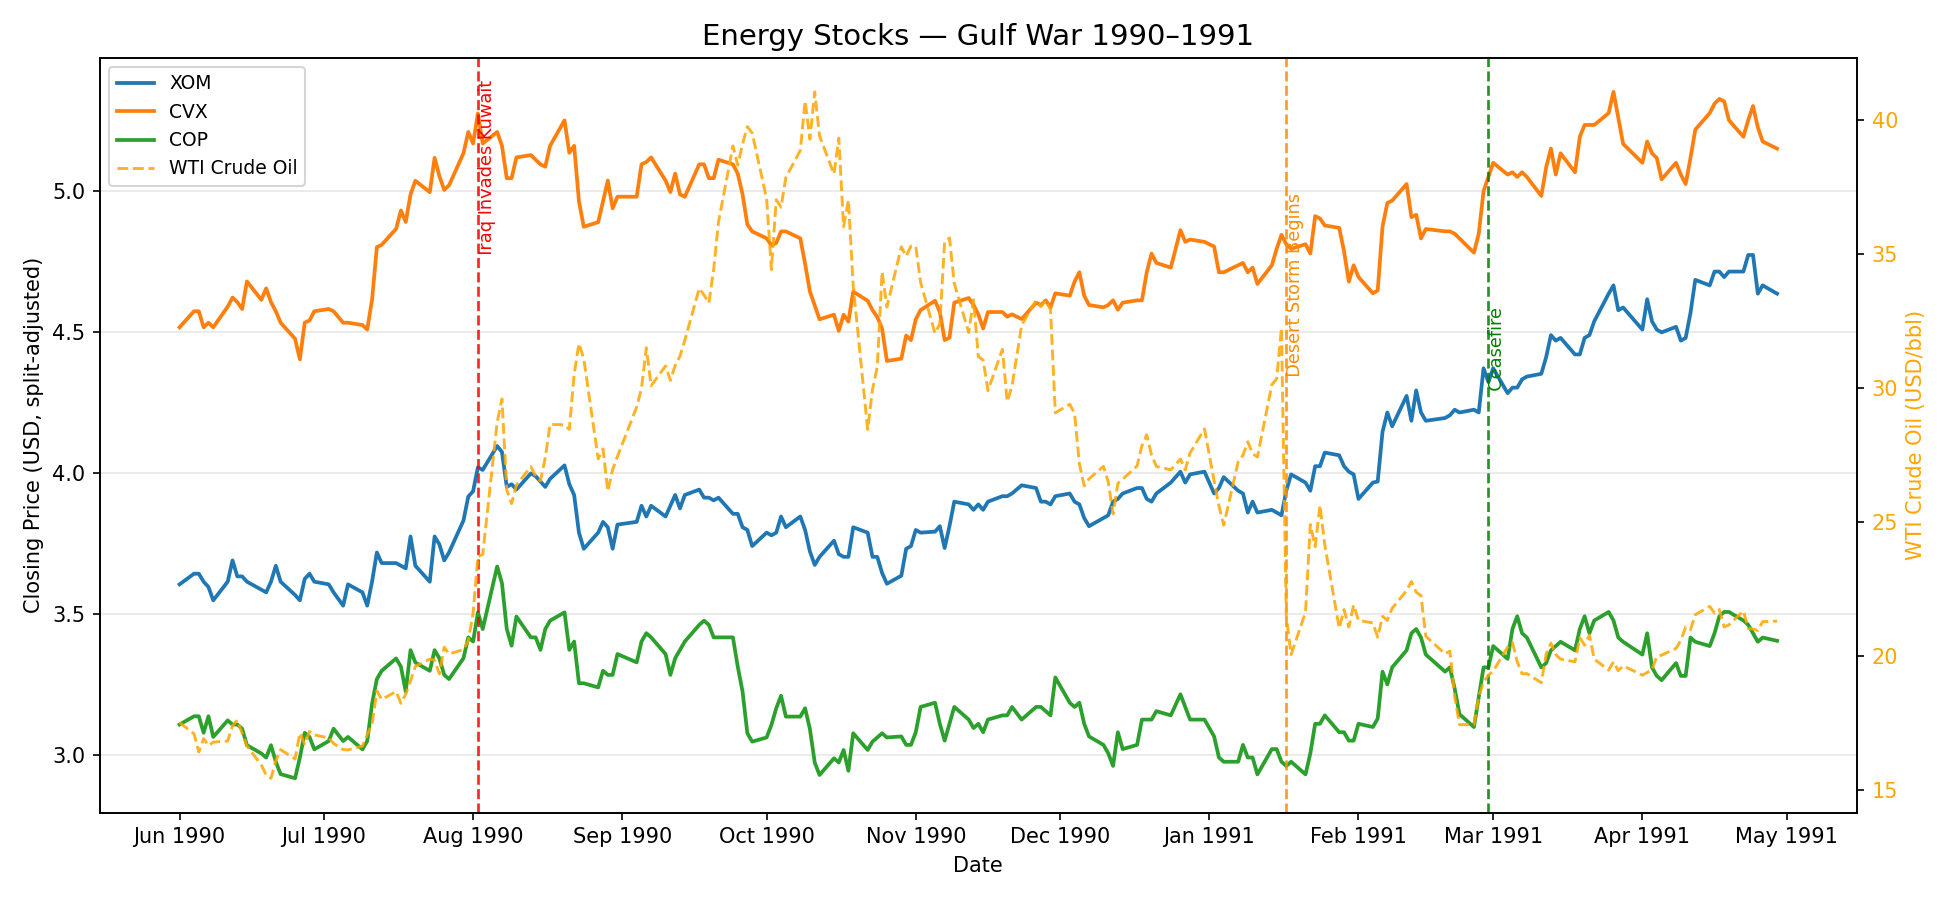 Energy Stocks — Gulf War 1990–1991
XOM
CVX
COP
WTI Crude Oil
Iraq Invades Kuwait
Desert Storm Begins
Ceasefire
Closing Price (USD, split-adjusted)
5.0
4.5
4.0
3.5
3.0
WTI Crude Oil (USD/bbl)
40
35
30
25
20
15
Jun 1990
Jul 1990
Aug 1990
Sep 1990
Oct 1990
Nov 1990
Dec 1990
Jan 1991
Feb 1991
Mar 1991
Apr 1991
May 1991
Date